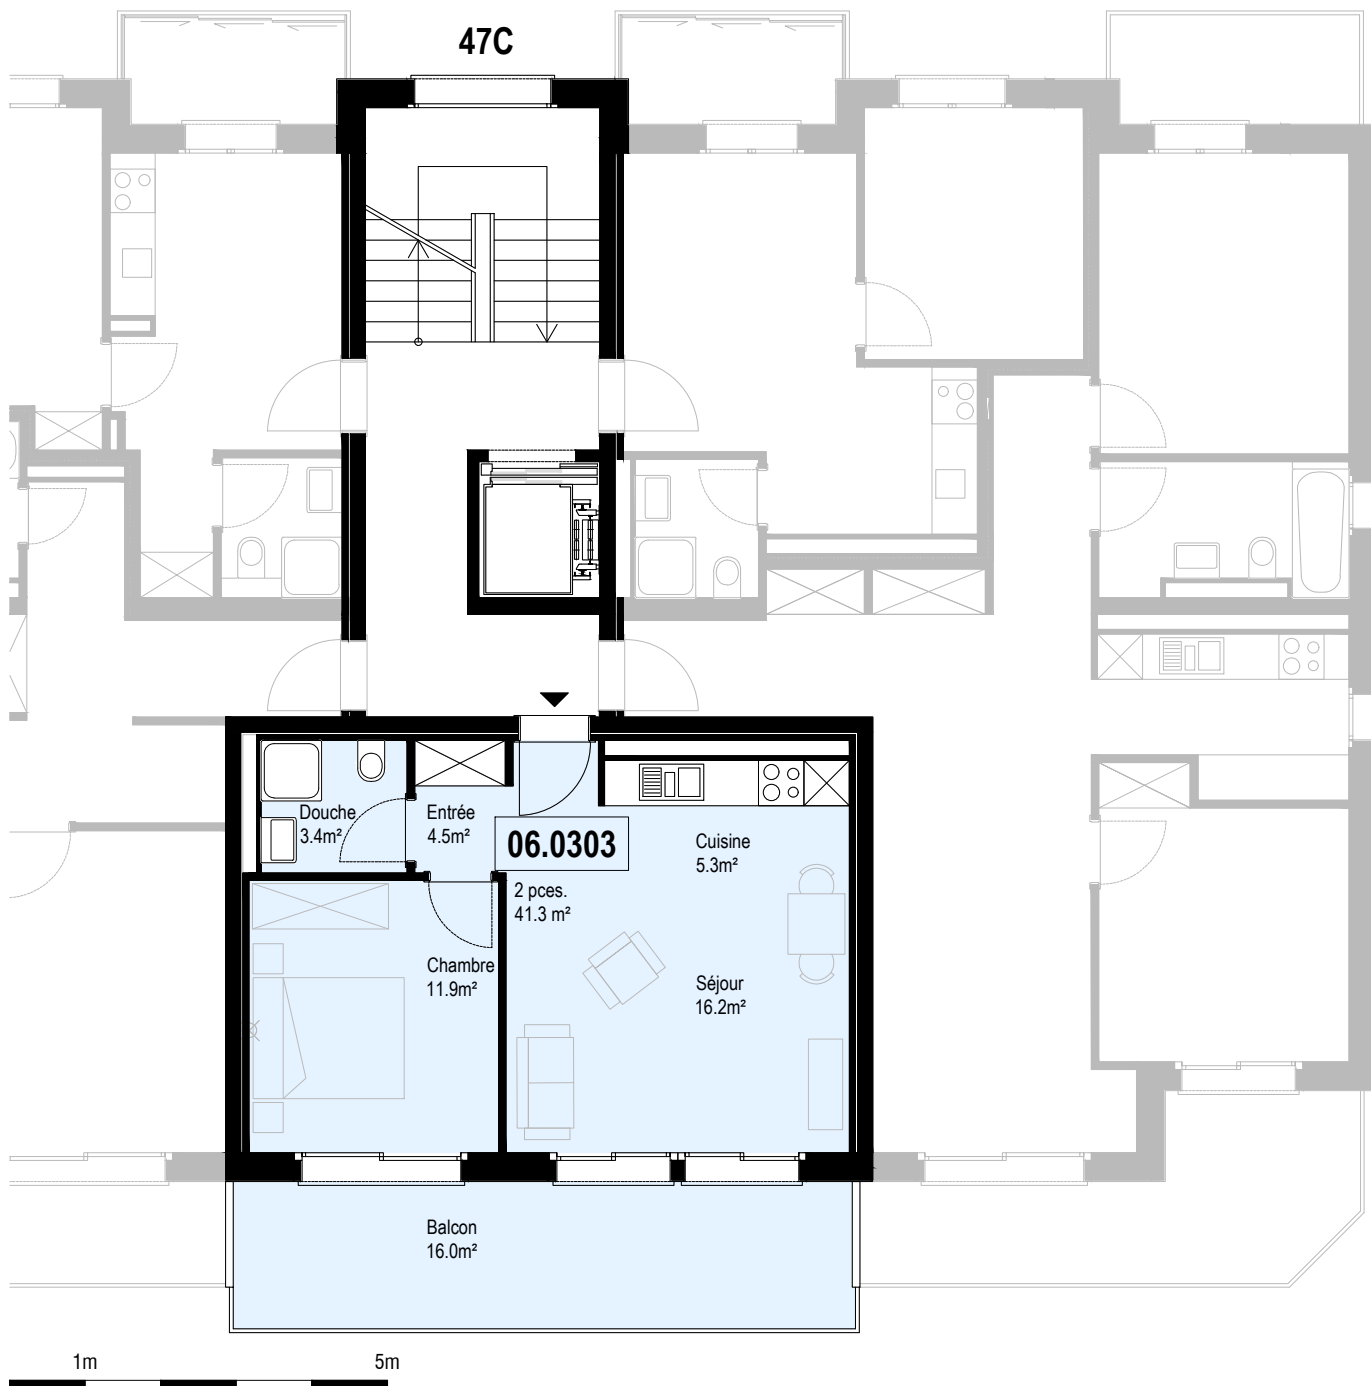 47C
Douche
3.4m²
Entrée
4.5m²
06.0303
2 pces.
41.3 m²
Cuisine
5.3m²
Chambre
11.9m²
Séjour
16.2m²
Balcon
16.0m²
1m
5m